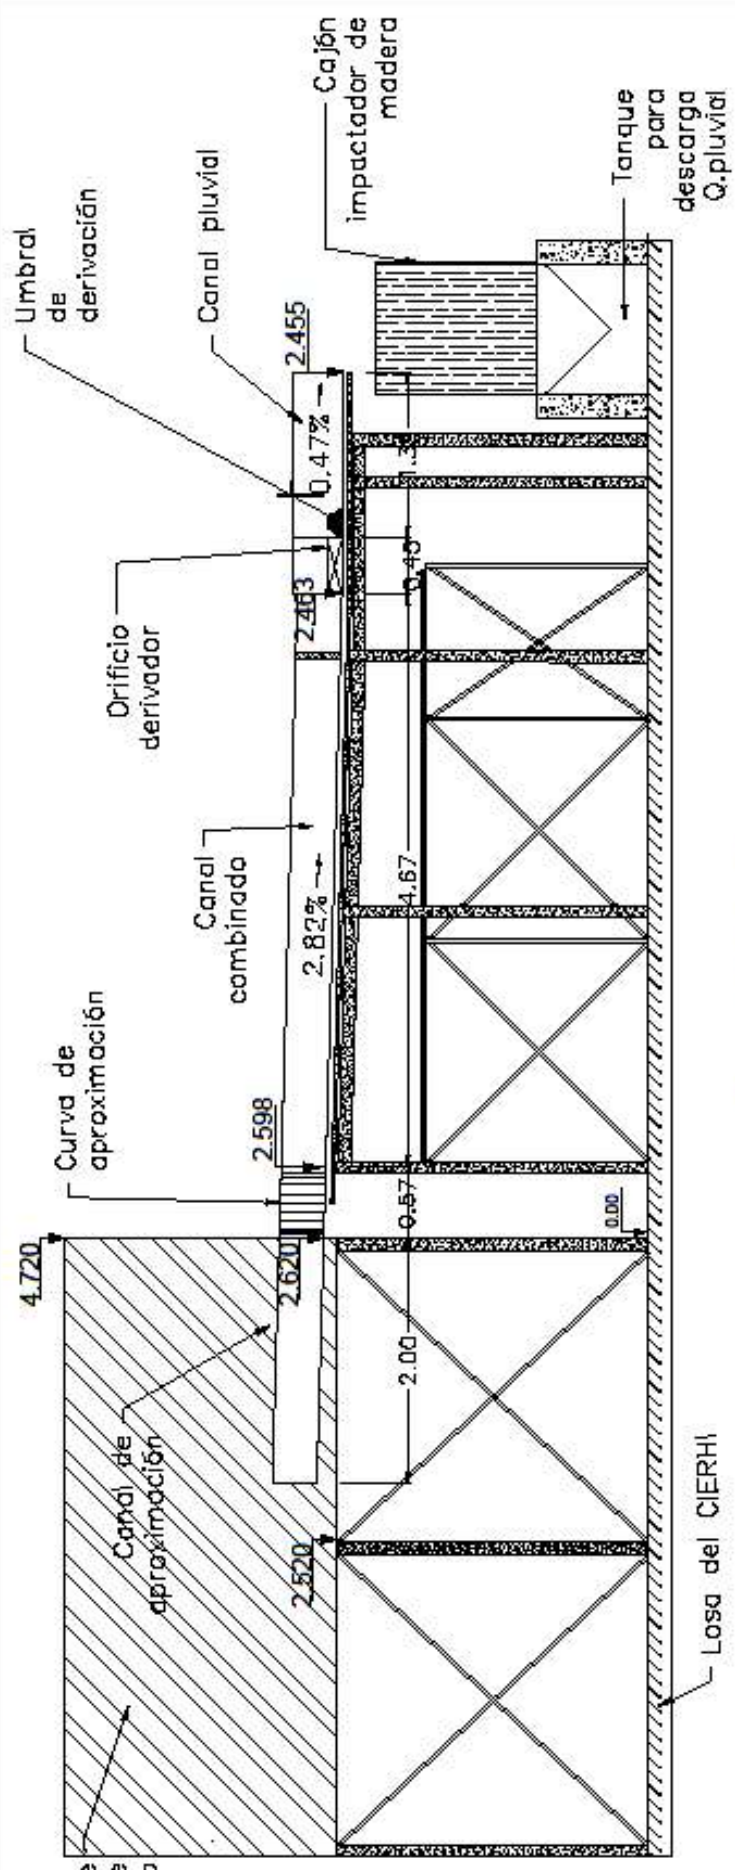 4.720
Canal de
aproximación
2.520
2.620
2.00
Curva de
aproximación
2.598
0.57
0.00
Canal
combinado
2.82%
4.67
Orificio
derivador
2.463
0.45
Umbral
de
derivación
Canal pluvial
2.455
0.47%
Cajón
impactador de
madera
Tanque
para
descarga
Q.pluvial
Losa del CIERHI